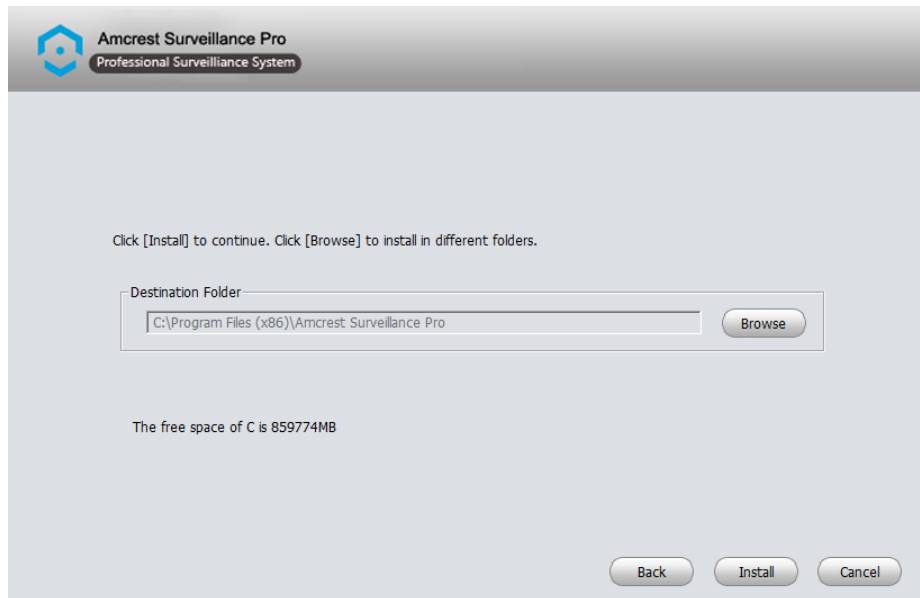 Amcrest Surveillance Pro
Professional Surveilliance System
Click [Install] to continue. Click [Browse] to install in different folders.
Destination Folder
C:\Program Files (x86)\Amcrest Surveillance Pro
Browse
The free space of C is 859774MB
Back
Install
Cancel